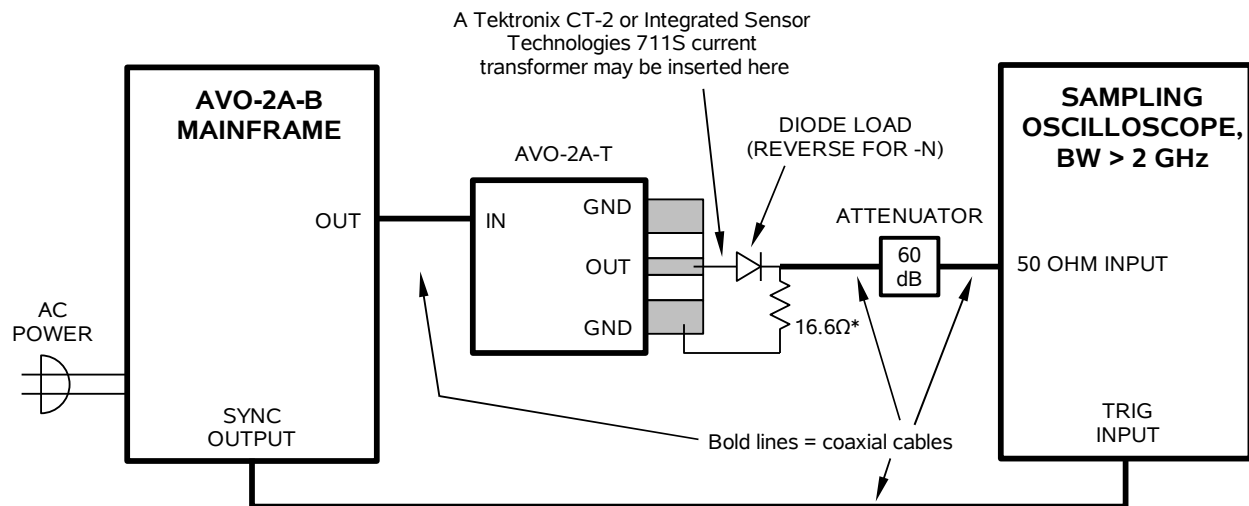 A Tektronix CT-2 or Integrated Sensor
Technologies 711S current
transformer may be inserted here
AVO-2A-B
MAINFRAME
OUT
AC
POWER
SYNC
OUTPUT
AVO-2A-T
IN
GND
OUT
GND
DIODE LOAD
(REVERSE FOR -N)
16.6Ω*
ATTENUATOR
60
dB
Bold lines = coaxial cables
SAMPLING
OSCILLOSCOPE,
BW > 2 GHz
50 OHM INPUT
TRIG
INPUT